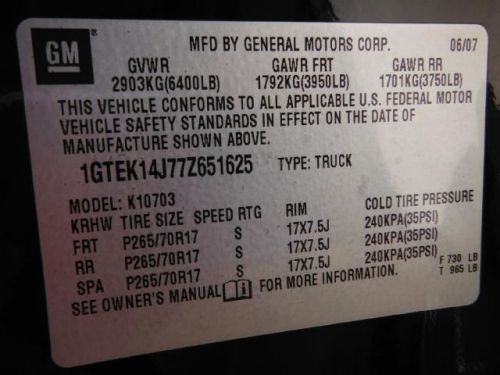 GM
MFD BY GENERAL MOTORS CORP. 06/07
GVWR GAWR FRT GAWR RR
2903KG(6400LB) 1792KG(3950LB) 1701KG(3750LB)
THIS VEHICLE CONFORMS TO ALL APPLICABLE U.S. FEDERAL MOTOR
VEHICLE SAFETY STANDARDS IN EFFECT ON THE DATE OF
MANUFACTURE SHOWN ABOVE.
1GTEK14J77Z651625 TYPE: TRUCK
MODEL: K10703
KRHW TIRE SIZE SPEED RTG RIM COLD TIRE PRESSURE
FRT P265/70R17 S 17X7.5J 240KPA(35PSI)
RR P265/70R17 S 17X7.5J 240KPA(35PSI)
SPA P265/70R17 S 17X7.5J 240KPA(35PSI)
SEE OWNER'S MANUAL i FOR MORE INFORMATION.
F 730 LB
T 965 LB